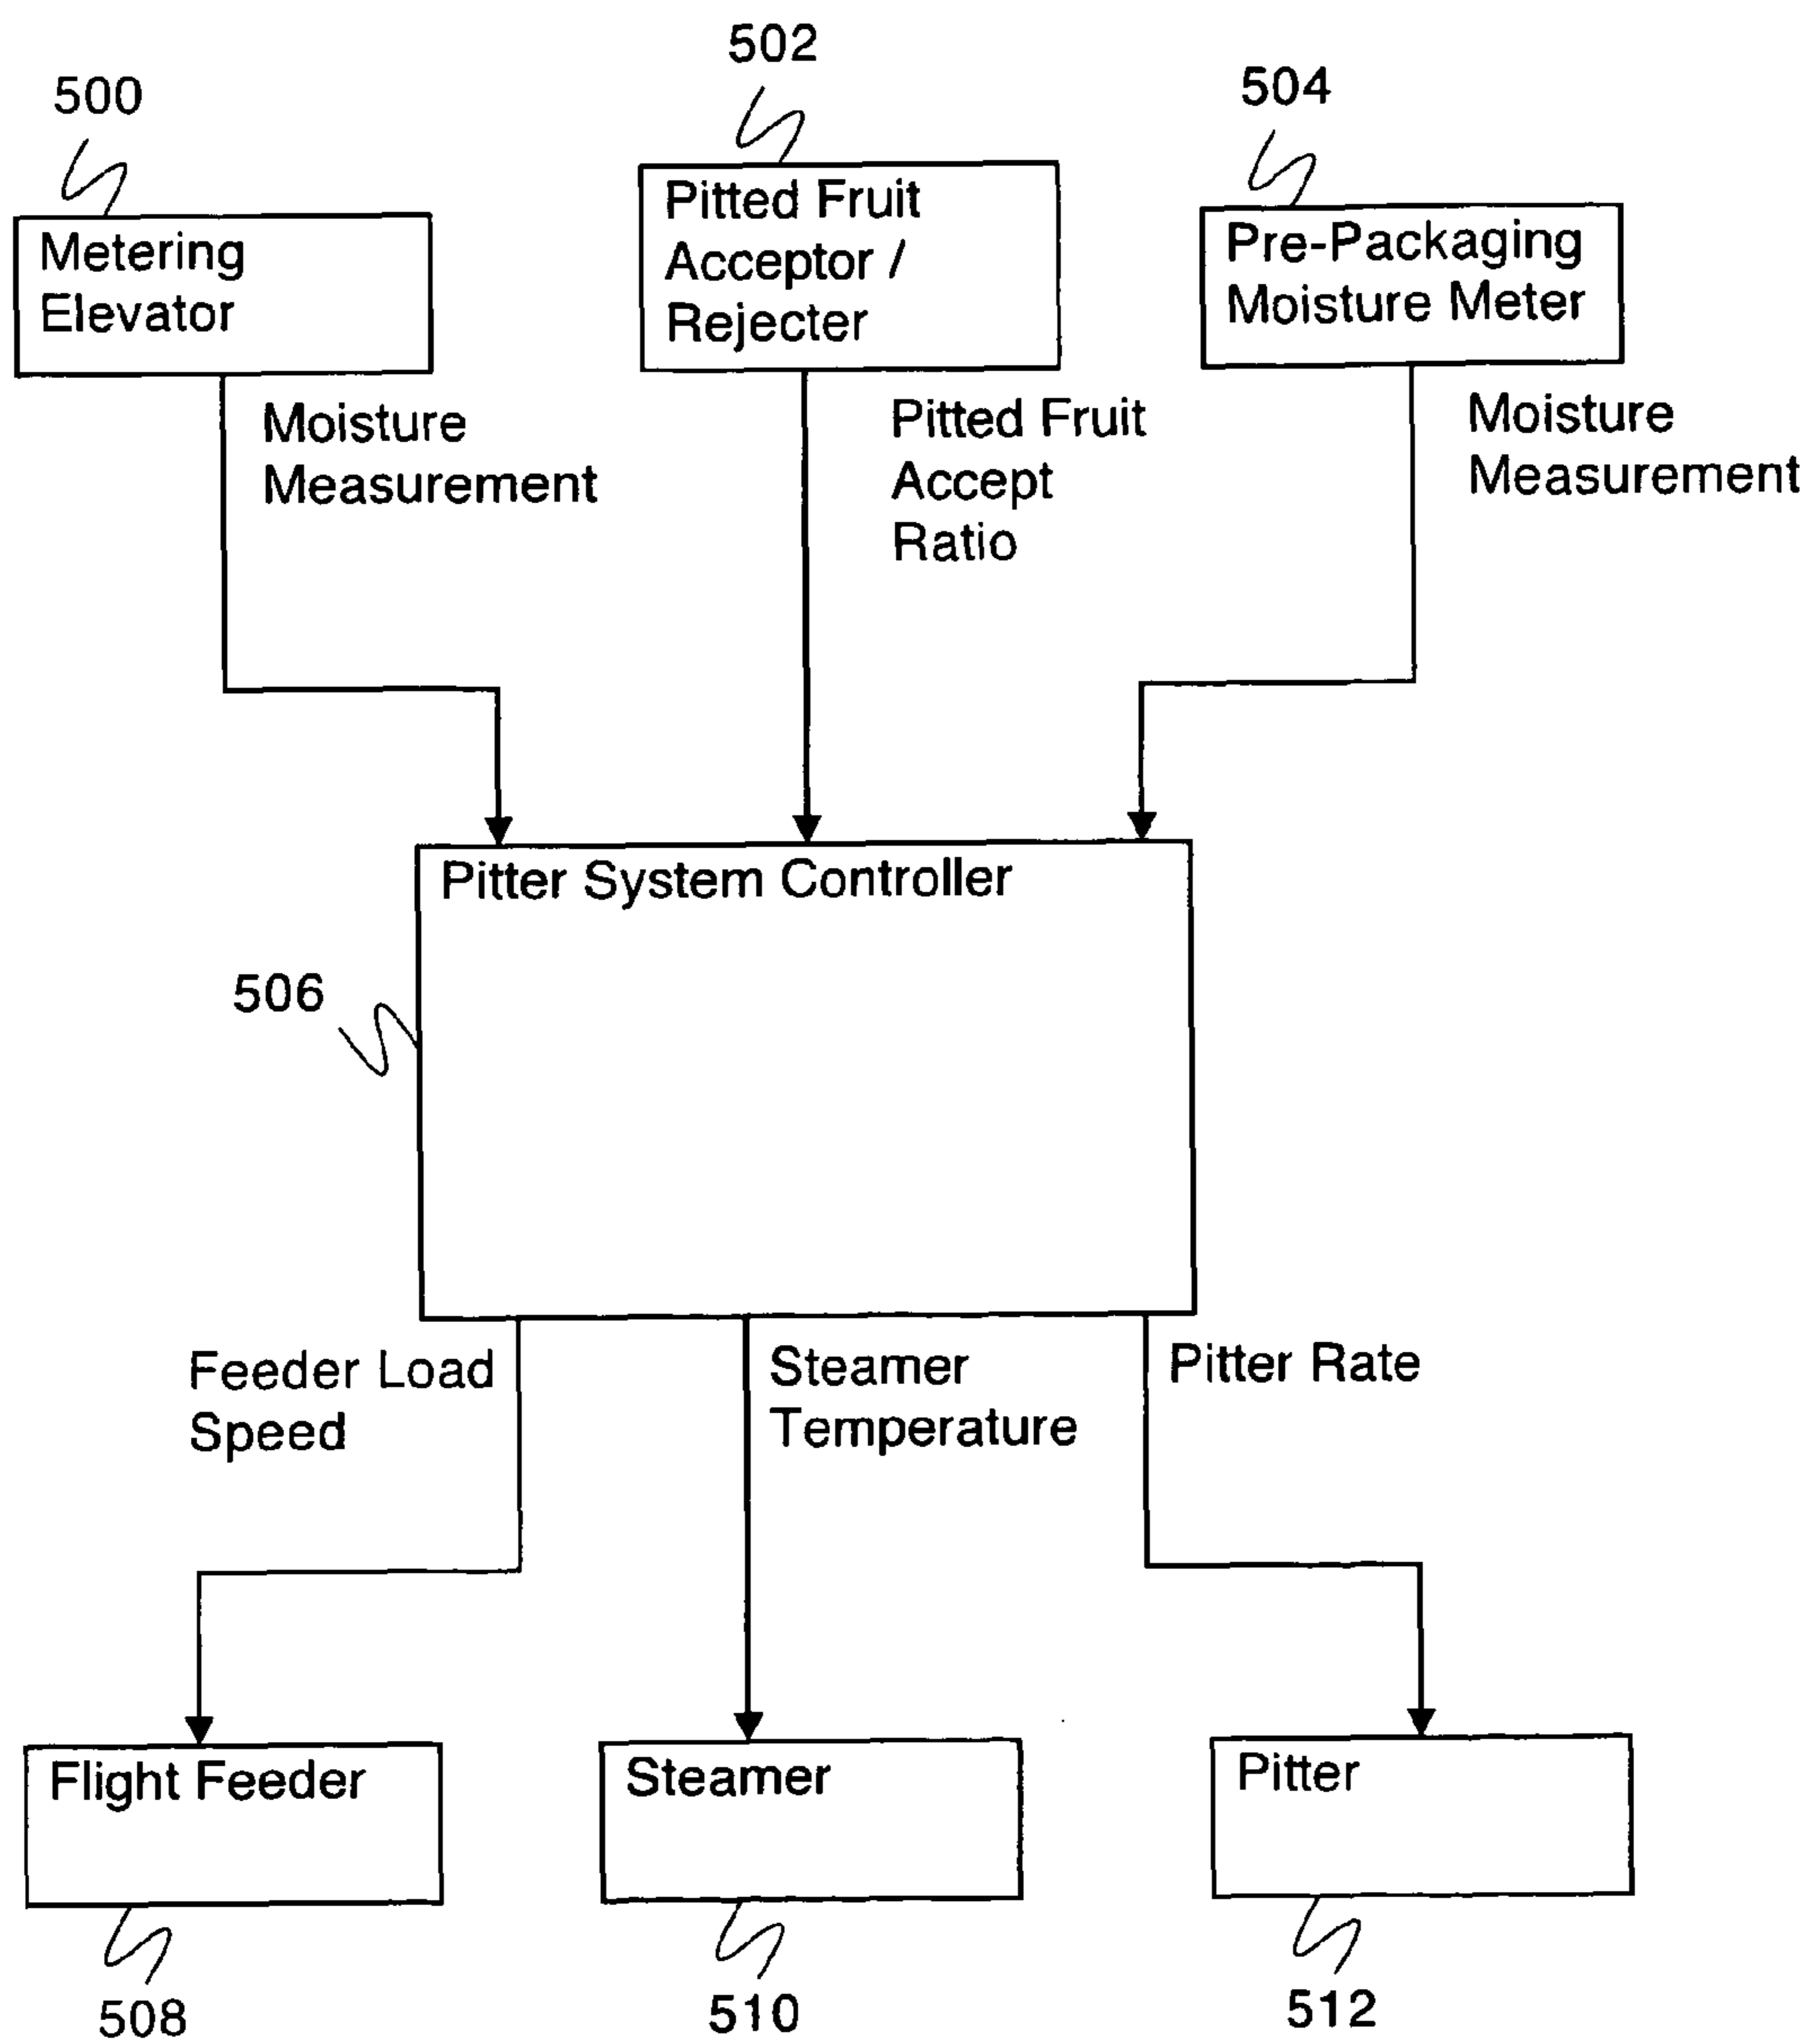 502
500
504
Metering
Elevator
Pitted Fruit
Acceptor /
Rejecter
Pre-Packaging
Moisture Meter
Moisture
Measurement
Pitted Fruit
Accept
Ratio
Moisture
Measurement
Pitter System Controller
506
Feeder Load
Speed
Steamer
Temperature
Pitter Rate
Flight Feeder
Steamer
Pitter
508
510
512